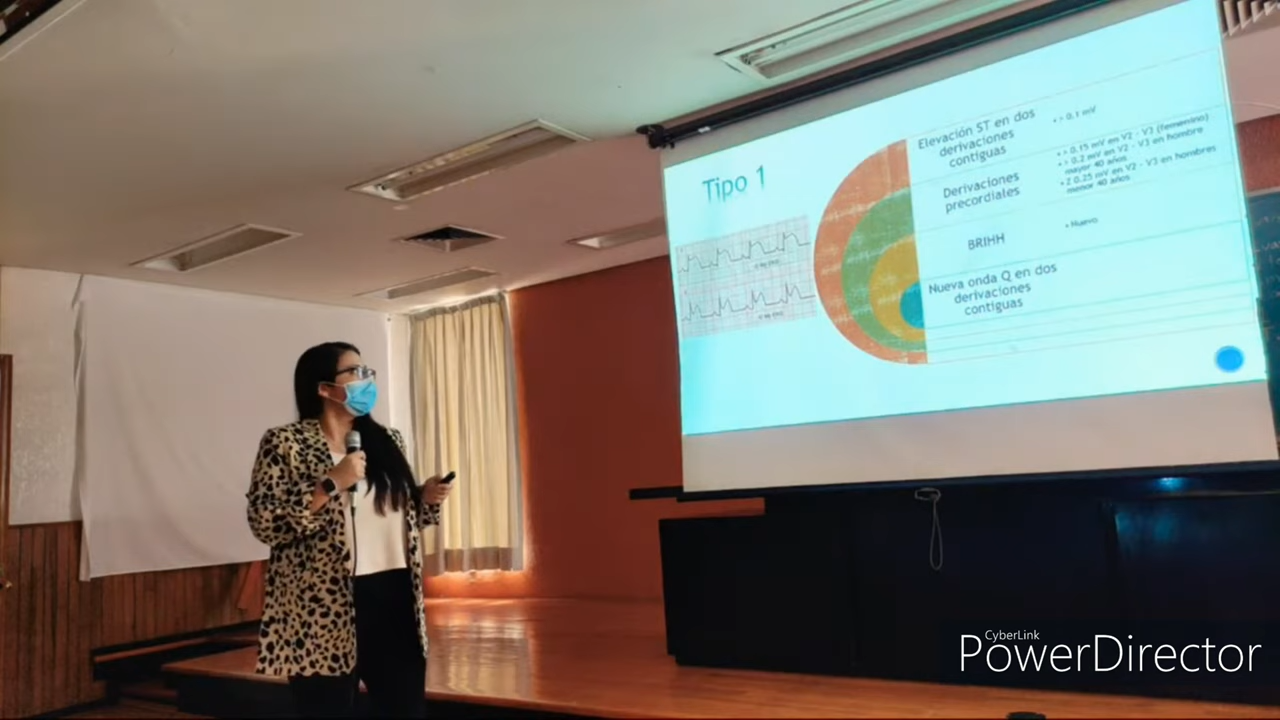 Tipo 1
Elevación ST en dos
derivaciones
contiguas
• > 0,1 mV
Derivaciones
precordiales
• > 0.15 mV en V2 - V3 (femenino)
• > 0.2 mV en V2 - V3 en hombre
mayor 40 años
• ≥ 0.25 mV en V2 - V3 en hombres
menor 40 años
BRIHH
• Nuevo
Nueva onda Q en dos
derivaciones
contiguas
CyberLink
PowerDirector